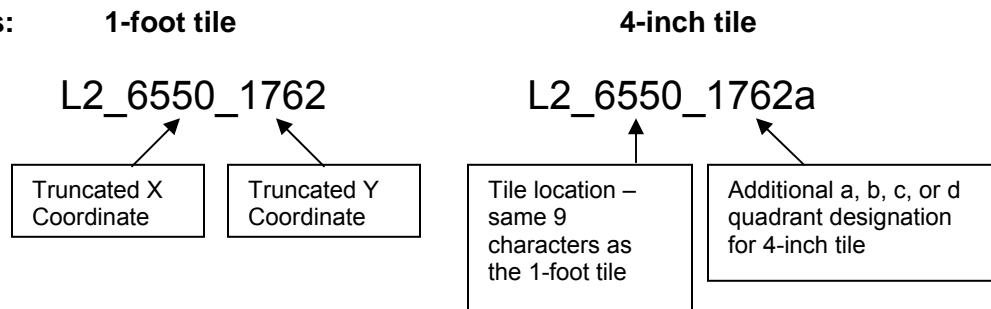 s: 1-foot tile 4-inch tile
L2_6550_1762 L2_6550_1762a
Truncated X
Coordinate
Truncated Y
Coordinate
Tile location –
same 9
characters as
the 1-foot tile
Additional a, b, c, or d
quadrant designation
for 4-inch tile